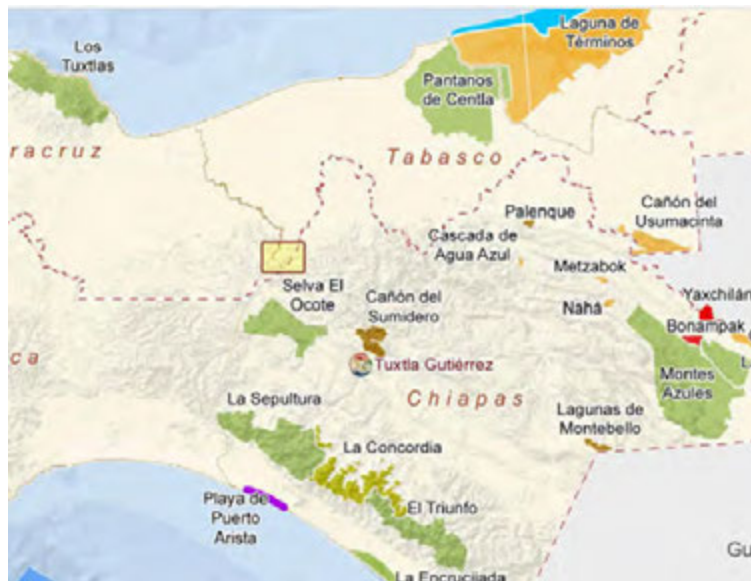 Los
Tuxtlas
Laguna de
Términos
Pantanos
de Centla
racruz
Tabasco
Palenque
Cañón del
Usumacinta
Cascada de
Agua Azul
Metzabok
Selva El
Ocote
Cañón del
Sumidero
Nahá
Yaxchilán
Bonampak
ca
Tuxtla Gutiérrez
Montes
Azules
La Sepultura
Chiapas
Lagunas de
Montebello
La Concordia
Playa de
Puerto
Arista
El Triunfo
Gu
La Encrucijada